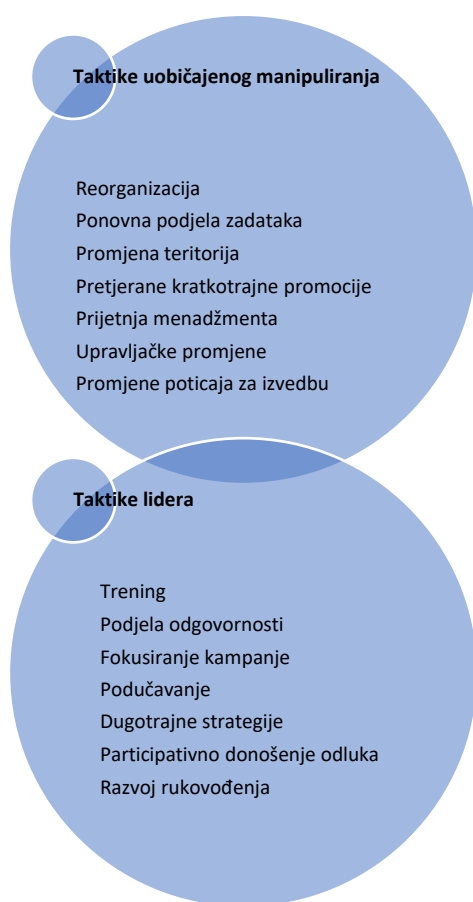 Taktike uobičajenog manipuliranja
Reorganizacija
Ponovna podjela zadataka
Promjena teritorija
Pretjerane kratkotrajne promocije
Prijetnja menadžmenta
Upravljačke promjene
Promjene poticaja za izvedbu
Taktike lidera
Trening
Podjela odgovornosti
Fokusiranje kampanje
Podučavanje
Dugotrajne strategije
Participativno donošenje odluka
Razvoj rukovođenja